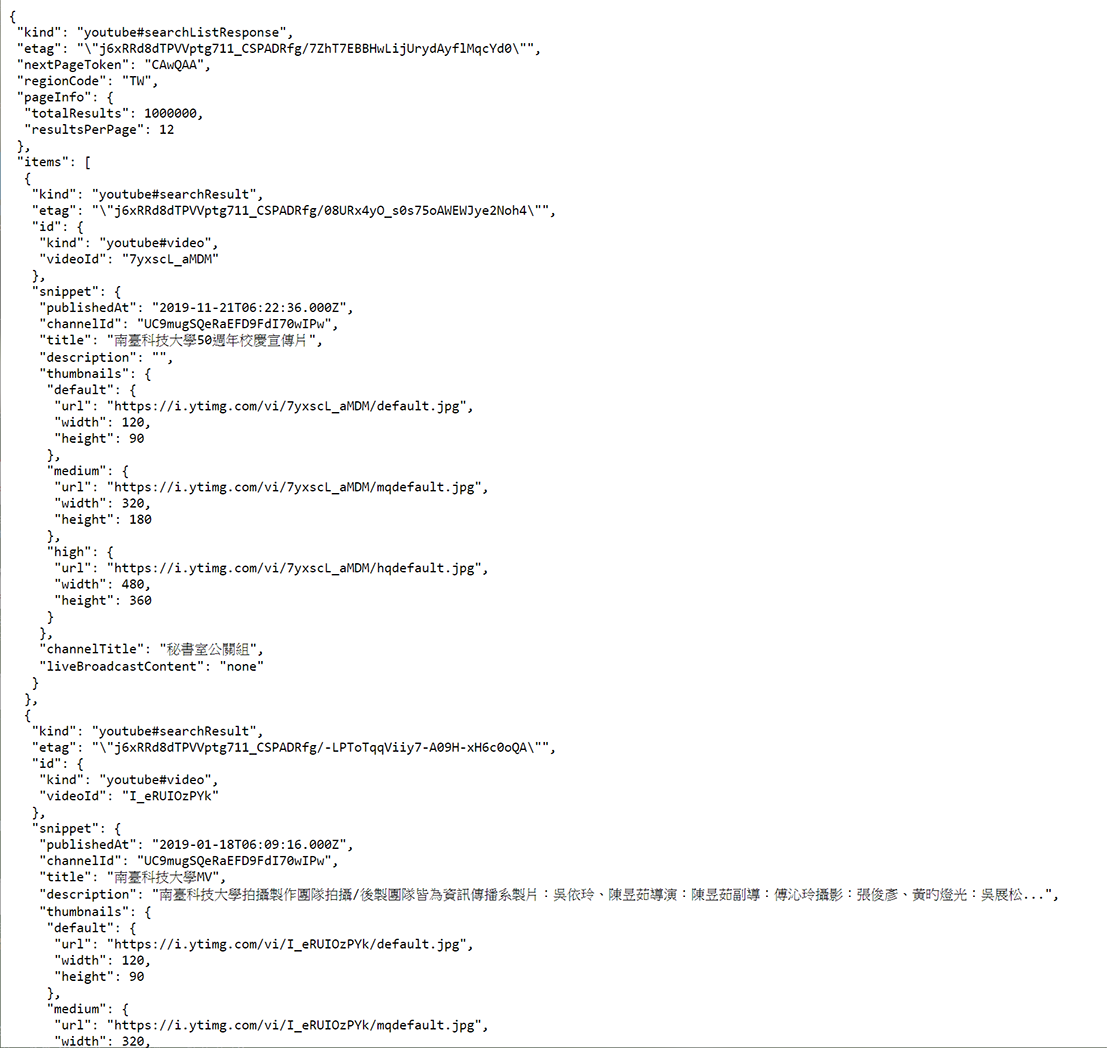 {
"kind": "youtube#searchListResponse",
"etag": "\"j6xRRd8dTPVVptg711_CSPADRfg/7ZhT7EBBHwLijUrydAyflMqcYd0\"",
"nextPageToken": "CAwQAA",
"regionCode": "TW",
"pageInfo": {
"totalResults": 1000000,
"resultsPerPage": 12
},
"items": [
{
"kind": "youtube#searchResult",
"etag": "\"j6xRRd8dTPVVptg711_CSPADRfg/08URx4yO_s0s75oAWEWJye2Noh4\"",
"id": {
"kind": "youtube#video",
"videoId": "7yxscL_aMDM"
},
"snippet": {
"publishedAt": "2019-11-21T06:22:36.000Z",
"channelId": "UC9mugSQeRaEFD9FdI70wIPw",
"title": "南臺科技大學50週年校慶宣傳片",
"description": "",
"thumbnails": {
"default": {
"url": "https://i.ytimg.com/vi/7yxscL_aMDM/default.jpg",
"width": 120,
"height": 90
},
"medium": {
"url": "https://i.ytimg.com/vi/7yxscL_aMDM/mqdefault.jpg",
"width": 320,
"height": 180
},
"high": {
"url": "https://i.ytimg.com/vi/7yxscL_aMDM/hqdefault.jpg",
"width": 480,
"height": 360
}
},
"channelTitle": "秘書室公關組",
"liveBroadcastContent": "none"
}
},
{
"kind": "youtube#searchResult",
"etag": "\"j6xRRd8dTPVVptg711_CSPADRfg/-LPToTqqViiy7-A09H-xH6c0oQA\"",
"id": {
"kind": "youtube#video",
"videoId": "I_eRUIOzPYk"
},
"snippet": {
"publishedAt": "2019-01-18T06:09:16.000Z",
"channelId": "UC9mugSQeRaEFD9FdI70wIPw",
"title": "南臺科技大學MV",
"description": "南臺科技大學拍攝製作團隊拍攝/後製團隊皆為資訊傳播系製片：吳依玲、陳昱茹導演：陳昱茹副導：傅沁玲攝影：張俊彥、黃昀燈光：吳展松...",
"thumbnails": {
"default": {
"url": "https://i.ytimg.com/vi/I_eRUIOzPYk/default.jpg",
"width": 120,
"height": 90
},
"medium": {
"url": "https://i.ytimg.com/vi/I_eRUIOzPYk/mqdefault.jpg",
"width": 320,